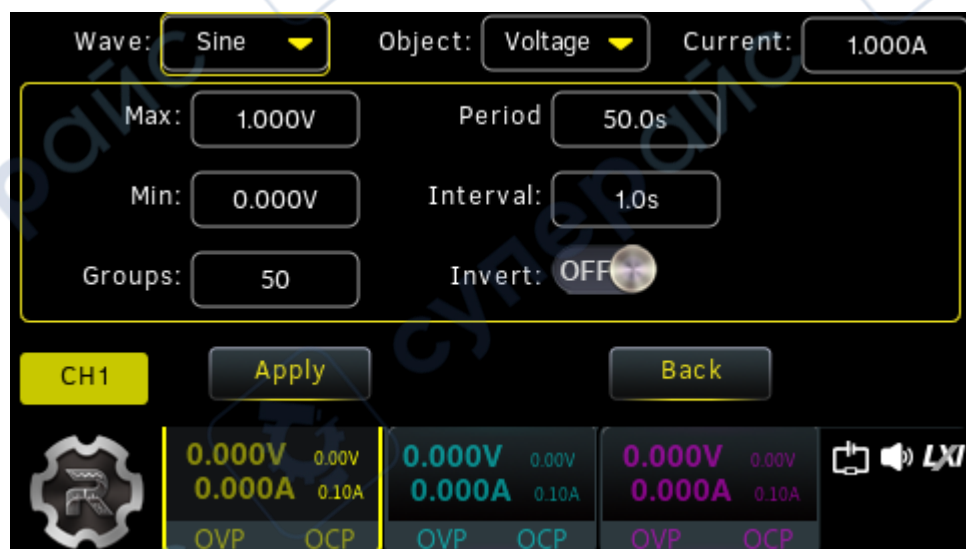 Wave: Sine Object: Voltage Current: 1.000A
Max: 1.000V Period 50.0s
Min: 0.000V Interval: 1.0s
Groups: 50 Invert: OFF
CH1 Apply Back
0.000V 0.00V 0.000V 0.00V 0.000V 0.00V LXI
0.000A 0.10A 0.000A 0.10A 0.000A 0.10A
OVP OCP OVP OCP OVP OCP
супермайс